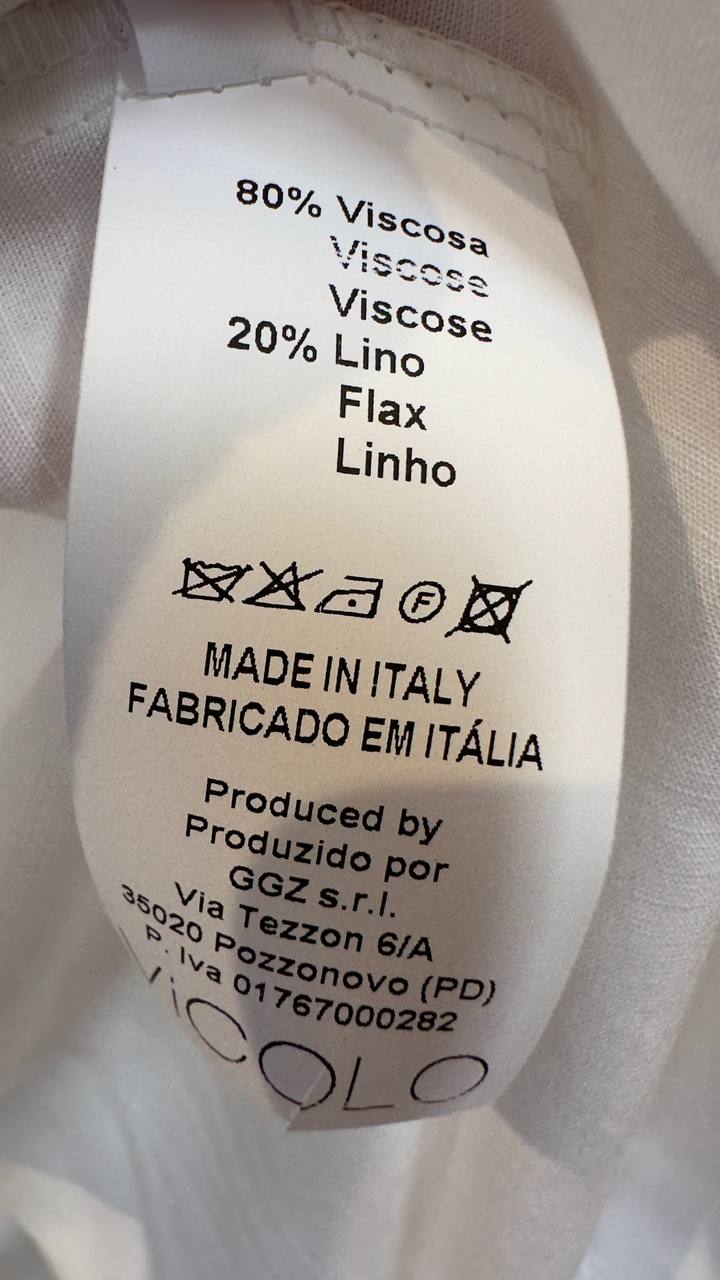 80% Viscosa
Viscose
Viscose
20% Lino
Flax
Linho
F
MADE IN ITALY
FABRICADO EM ITÁLIA
Produced by
Produzido por
GGZ s.r.l.
Via Tezzon 6/A
35020 Pozzonovo (PD)
P. Iva 01767000282
ViCOLO